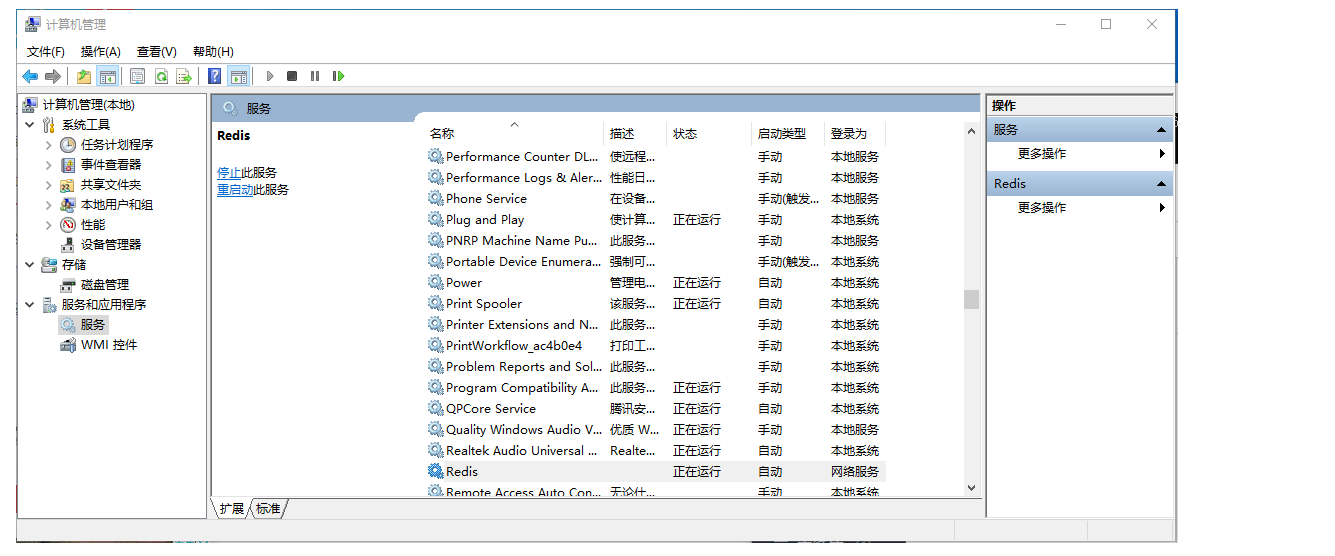 计算机管理
文件(F) 操作(A) 查看(V) 帮助(H)
计算机管理(本地)
系统工具
任务计划程序
事件查看器
共享文件夹
本地用户和组
性能
设备管理器
存储
磁盘管理
服务和应用程序
服务
WMI 控件
服务
Redis
停止此服务
重启动此服务
名称 描述 状态 启动类型 登录为
Performance Counter DL... 使远程... 手动 本地服务
Performance Logs & Aler... 性能日... 手动 本地服务
Phone Service 在设备... 手动(触发... 本地服务
Plug and Play 使计算... 正在运行 手动 本地系统
PNRP Machine Name Pu... 此服务... 手动 本地服务
Portable Device Enumera... 强制可... 手动(触发... 本地系统
Power 管理电... 正在运行 自动 本地系统
Print Spooler 该服务... 正在运行 自动 本地系统
Printer Extensions and N... 此服务... 手动 本地系统
PrintWorkflow_ac4b0e4 打印工... 手动 本地系统
Problem Reports and Sol... 此服务... 手动 本地系统
Program Compatibility A... 此服务... 正在运行 手动 本地系统
QPCore Service 腾讯安... 正在运行 自动 本地系统
Quality Windows Audio V... 优质 W... 正在运行 手动 本地服务
Realtek Audio Universal ... Realte... 正在运行 自动 本地系统
Redis 正在运行 自动 网络服务
Remote Access Auto Con... 无论什... 手动 本地系统
扩展 标准
操作
服务
更多操作
Redis
更多操作